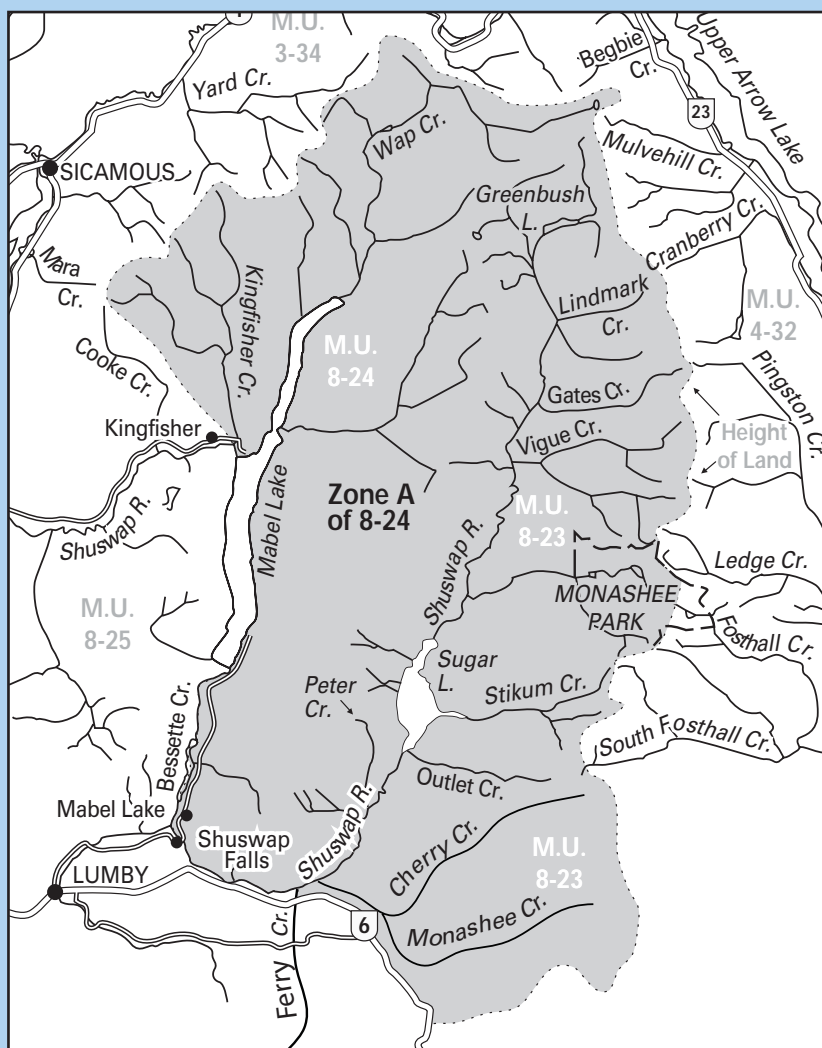 M.U.
3-34
Yard Cr.
Begbie
Cr.
Upper Arrow Lake
23
SICAMOUS
Wap Cr.
Mulvehill Cr.
Greenbush
L.
Cranberry Cr.
Mara
Cr.
Kingfisher Cr.
Lindmark
Cr.
M.U.
4-32
M.U.
8-24
Cooke Cr.
Pingston Cr.
Gates Cr.
Kingfisher
Vigue Cr.
Height
of Land
Mabel Lake
Zone A
of 8-24
M.U.
8-23
Shuswap R.
Shuswap R.
Ledge Cr.
MONASHEE
PARK
M.U.
8-25
Fosthall Cr.
Sugar
L.
Peter
Cr.
Stikum Cr.
Bessette Cr.
South Fosthall Cr.
Outlet Cr.
Mabel Lake
Shuswap
Falls
Shuswap R.
Cherry Cr.
M.U.
8-23
LUMBY
6
Monashee Cr.
Ferry Cr.